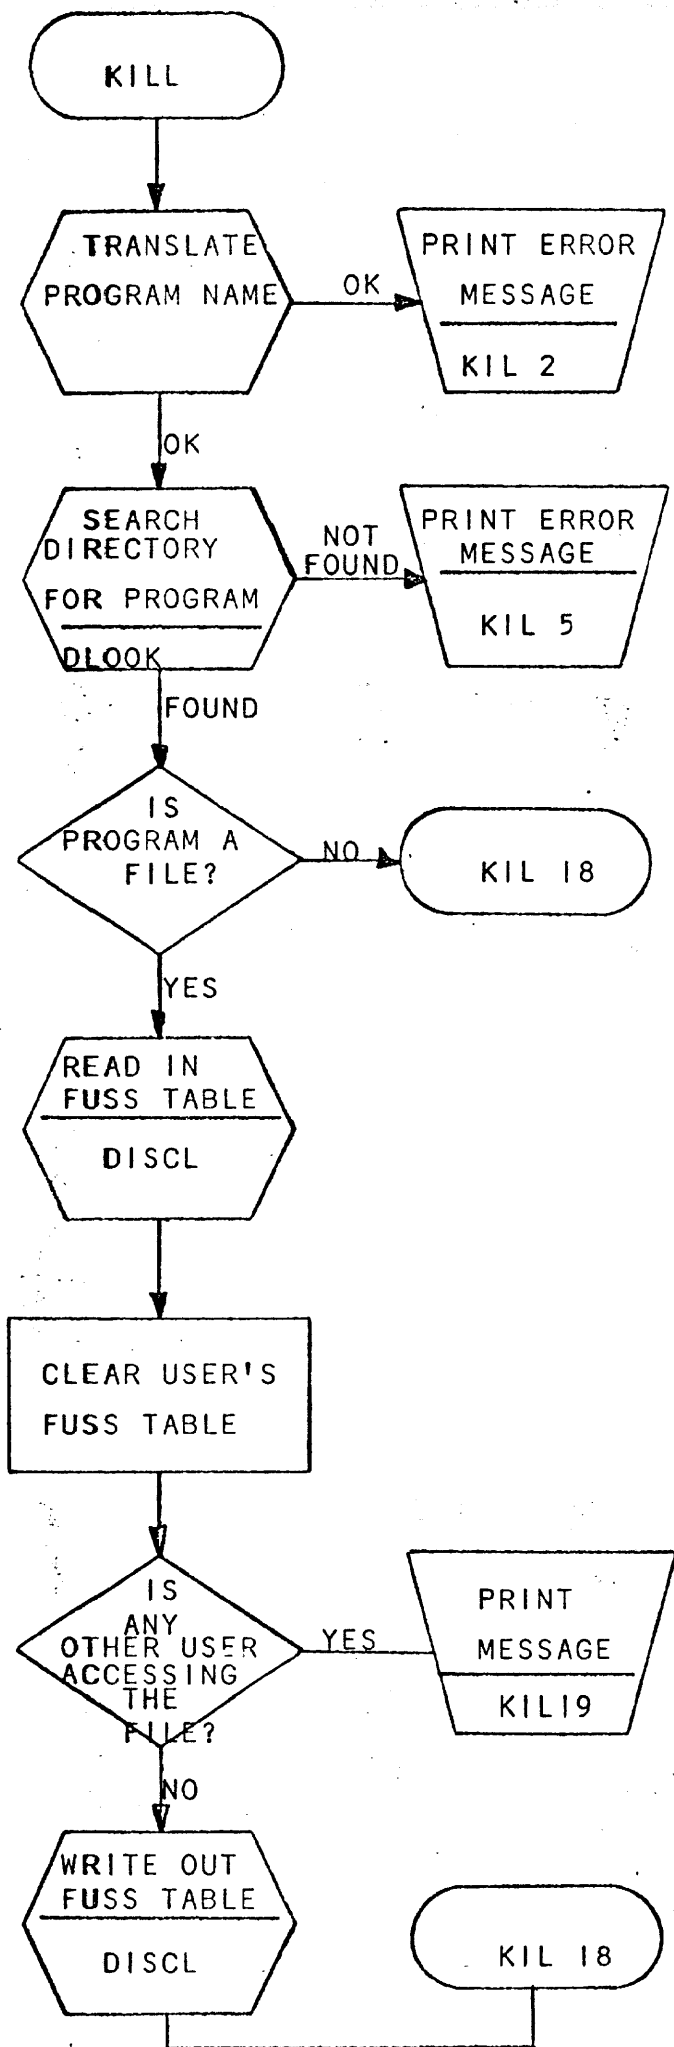 KILL
TRANSLATE
PROGRAM NAME
OK
PRINT ERROR
MESSAGE
KIL 2
OK
SEARCH
DIRECTORY
FOR PROGRAM
DLOOK
NOT
FOUND
PRINT ERROR
MESSAGE
KIL 5
FOUND
IS
PROGRAM A
FILE?
NO
KIL 18
YES
READ IN
FUSS TABLE
DISCL
CLEAR USER'S
FUSS TABLE
IS
ANY
OTHER USER
ACCESSING
THE
FILE?
YES
PRINT
MESSAGE
KIL19
NO
WRITE OUT
FUSS TABLE
DISCL
KIL 18